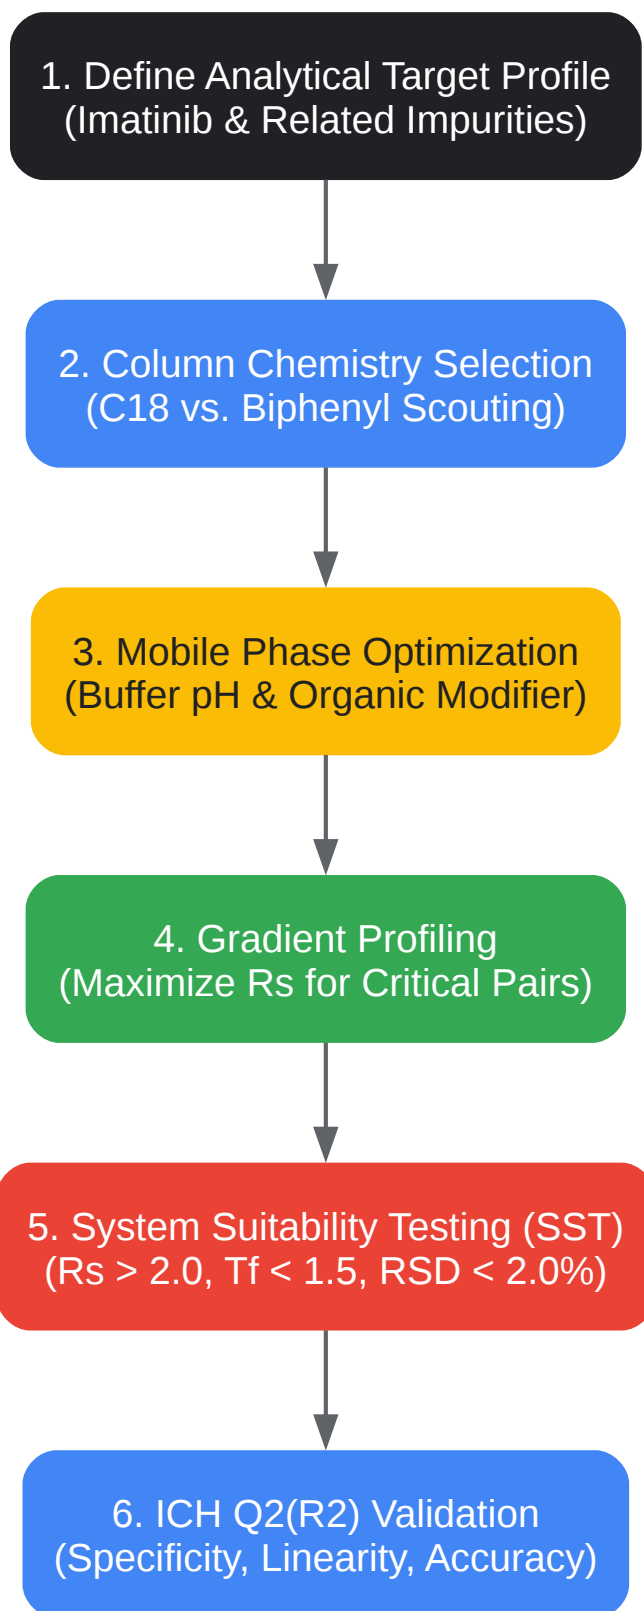 1. Define Analytical Target Profile
(Imatinib & Related Impurities)
2. Column Chemistry Selection
(C18 vs. Biphenyl Scouting)
3. Mobile Phase Optimization
(Buffer pH & Organic Modifier)
4. Gradient Profiling
(Maximize Rs for Critical Pairs)
5. System Suitability Testing (SST)
(Rs > 2.0, Tf < 1.5, RSD < 2.0%)
6. ICH Q2(R2) Validation
(Specificity, Linearity, Accuracy)